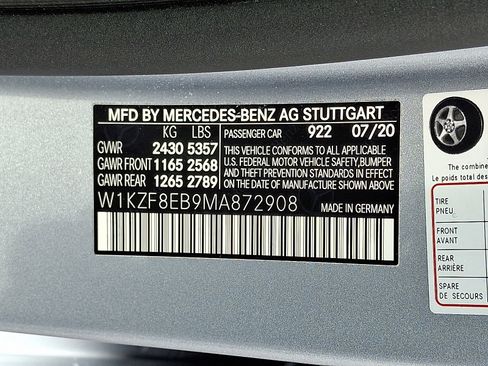 MFD BY MERCEDES-BENZ AG STUTTGART
KG LBS
GVWR 2430 5357
GAWR FRONT 1165 2568
GAWR REAR 1265 2789
PASSENGER CAR 922 07/20
THIS VEHICLE CONFORMS TO ALL APPLICABLE
U.S. FEDERAL MOTOR VEHICLE SAFETY, BUMPER
AND THEFT PREVENTION STANDARDS IN EFFECT
ON THE DATE OF MANUFACTURE SHOWN ABOVE.
W1KZF8EB9MA872908 MADE IN GERMANY
The combine
Le poids total des
TIRE
PNEU
FRONT
AVANT
REAR
ARRIÈRE
SPARE
DE SECOURS